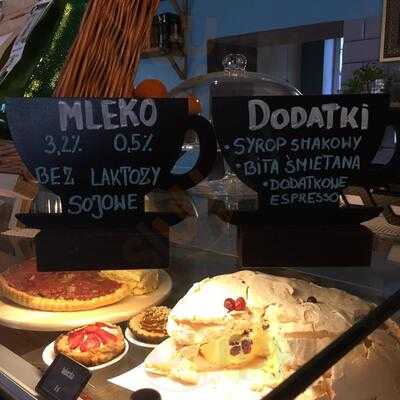 MLEKO
3,2% 0,5%
BEZ LAKTOZY
SOJOWE
DODATKI
• SYROP SMAKOWY
• BITA ŚMIETANA
• DODATKOWE
ESPRESSO